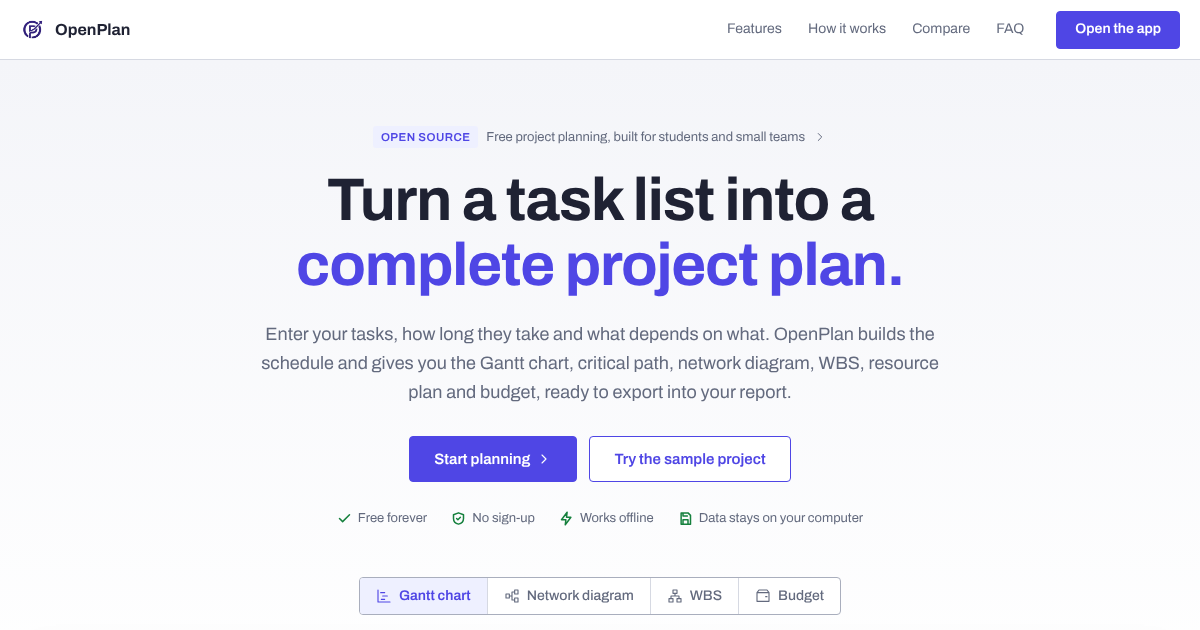 OpenPlan
Features
How it works
Compare
FAQ
Open the app
OPEN SOURCE Free project planning, built for students and small teams
Turn a task list into a
complete project plan.
Enter your tasks, how long they take and what depends on what. OpenPlan builds the
schedule and gives you the Gantt chart, critical path, network diagram, WBS, resource
plan and budget, ready to export into your report.
Start planning
Try the sample project
Free forever
No sign-up
Works offline
Data stays on your computer
Gantt chart
Network diagram
WBS
Budget